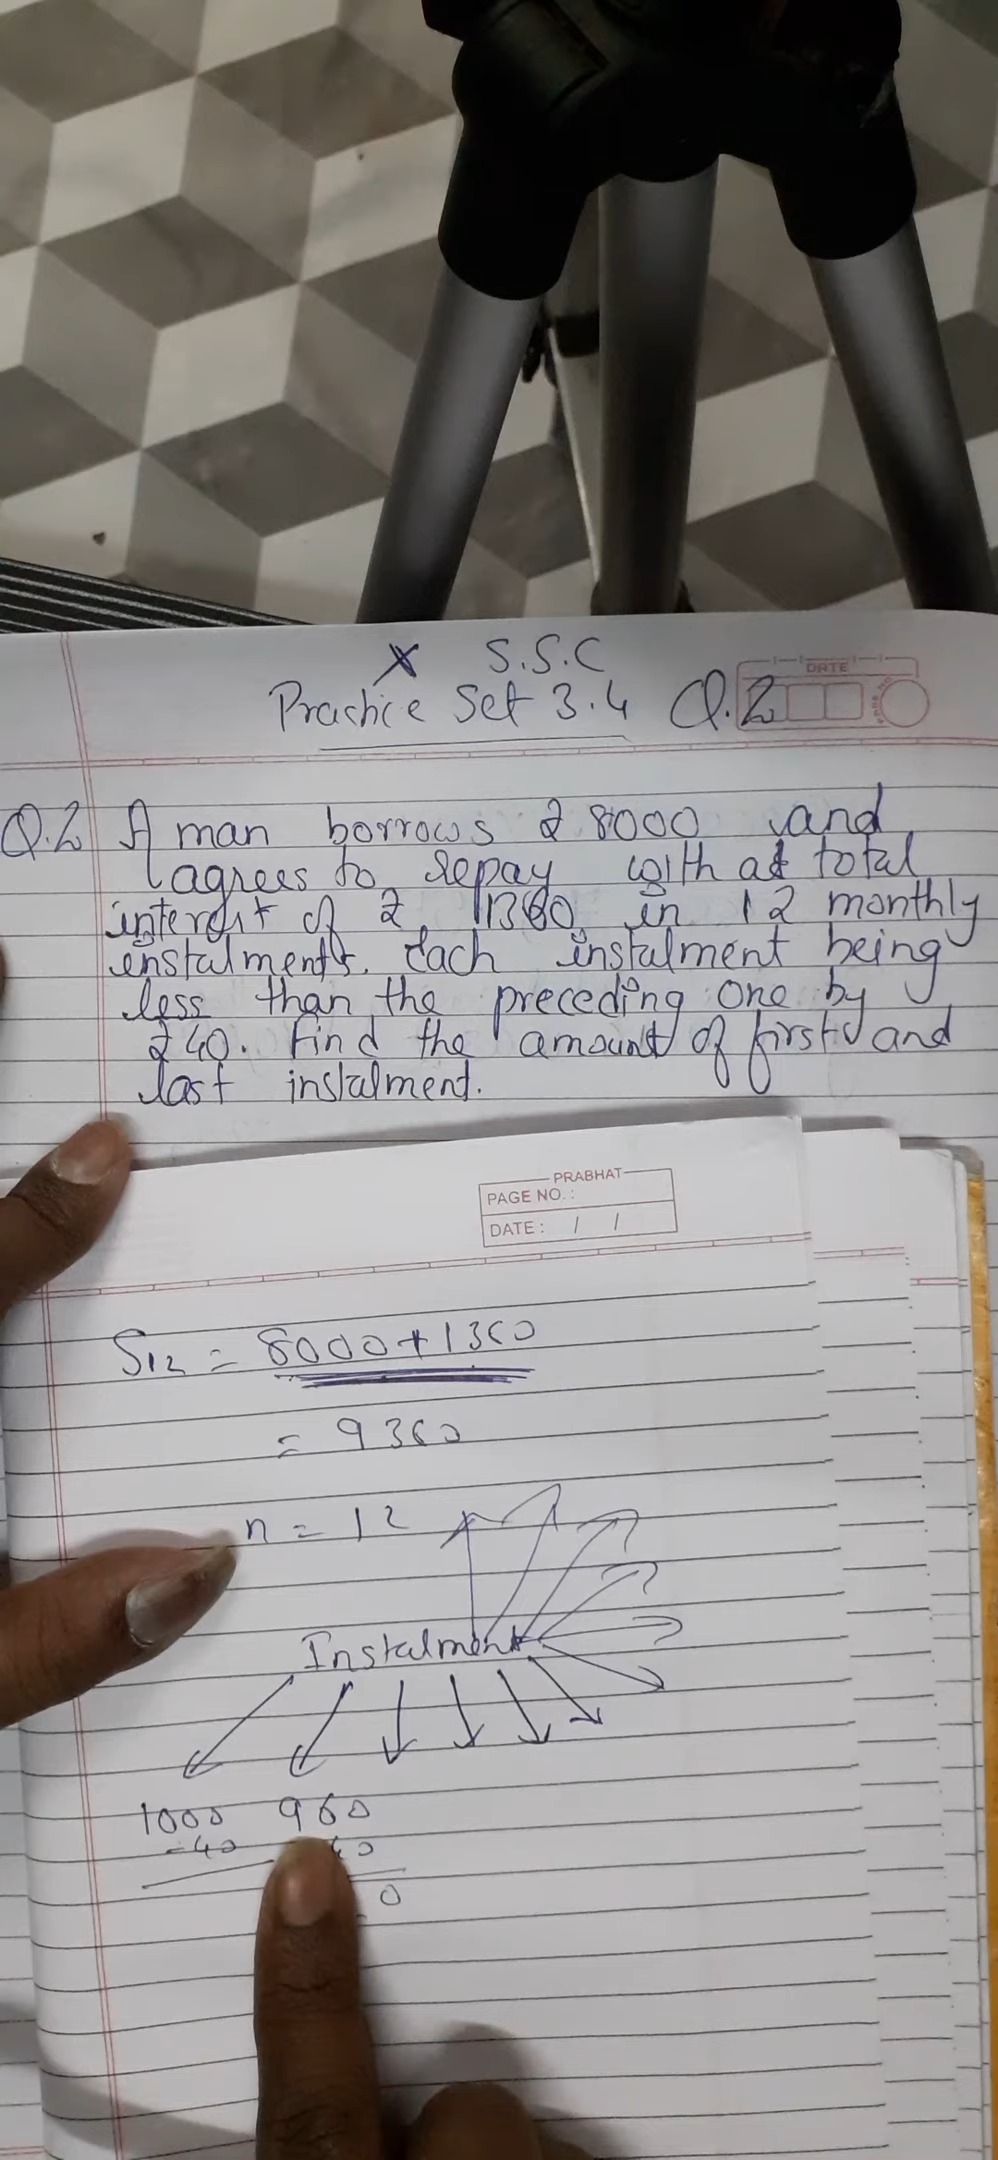 X S.S.C
Practice Set 3.4 Q.2
DATE
Q.2 A man borrows ₹ 8000 and
agrees to repay with a total
interest of ₹ 1360 in 12 monthly
instalments. Each instalment being
less than the preceding one by
₹ 40. Find the amount of first and
last instalment.
PRABHAT
PAGE NO. :
DATE : / /
S12 = 8000 + 1360
= 9360
n = 12
Instalment
1000 960
- 40
0